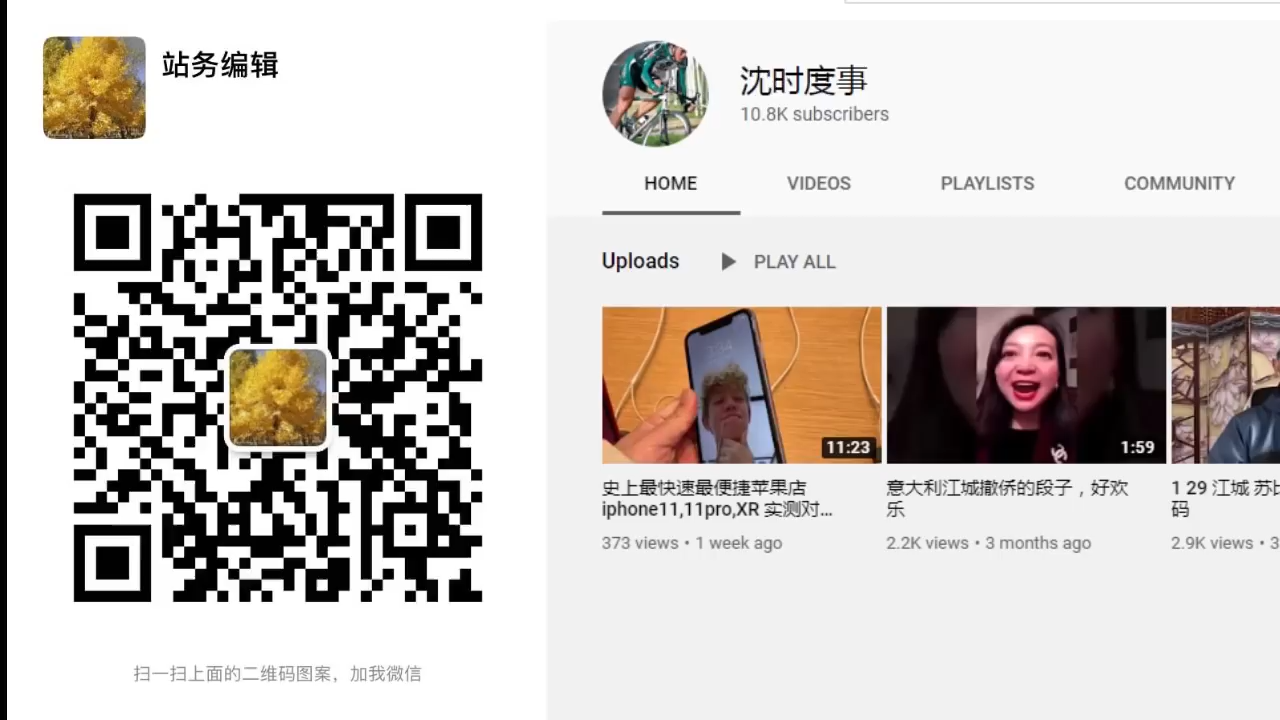 站务编辑
扫一扫上面的二维码图案，加我微信
沈时度事
10.8K subscribers
HOME
VIDEOS
PLAYLISTS
COMMUNITY
Uploads
PLAY ALL
11:23
史上最快速最便捷苹果店
iphone11,11pro,XR 实测对...
373 views • 1 week ago
1:59
意大利江城撤侨的段子，好欢
乐
2.2K views • 3 months ago
1 29 江城 苏比
码
2.9K views • 3